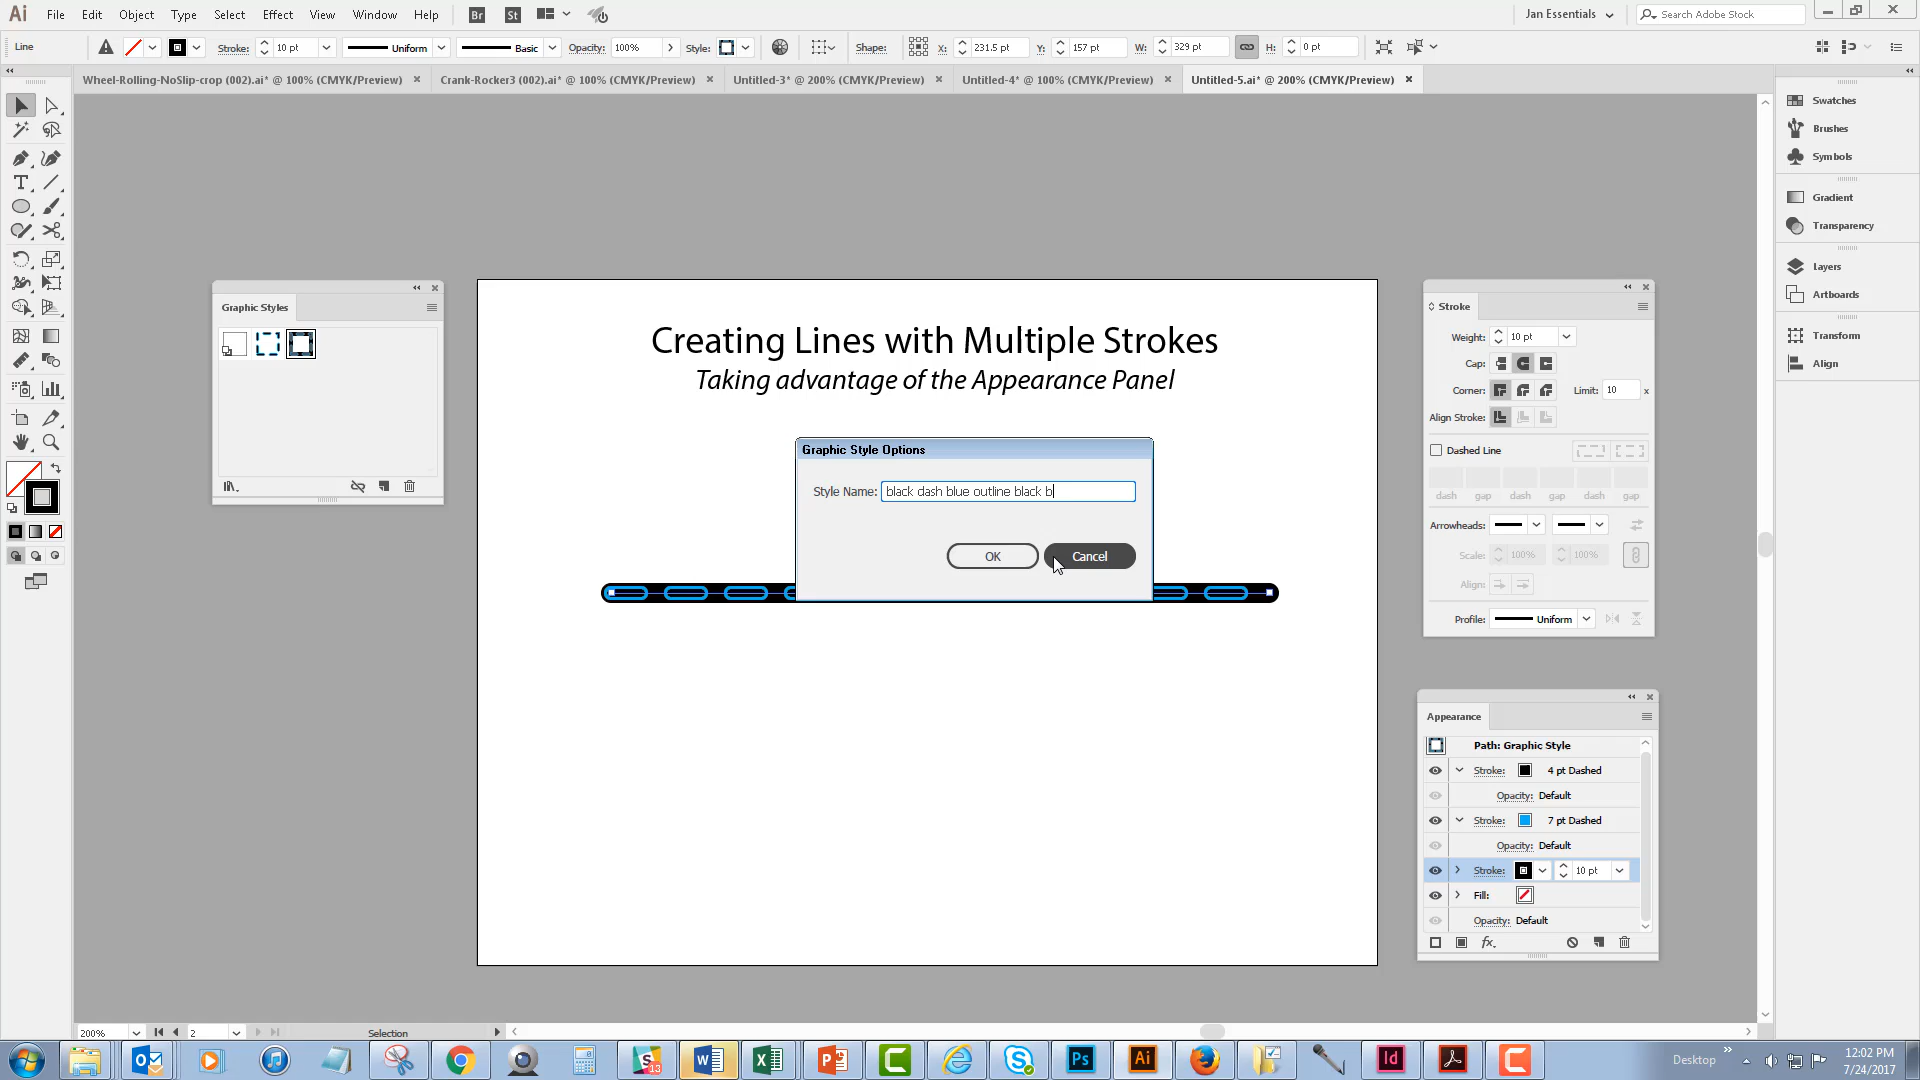 Ai File Edit Object Type Select Effect View Window Help Br St Jan Essentials Search Adobe Stock
Line Stroke: 10 pt Uniform Basic Opacity: 100% Style: Shape: X: 231.5 pt Y: 157 pt W: 329 pt H: 0 pt
Wheel-Rolling-NoSlip-crop (002).ai* @ 100% (CMYK/Preview) × Crank-Rocker3 (002).ai* @ 100% (CMYK/Preview) × Untitled-3* @ 200% (CMYK/Preview) × Untitled-4* @ 100% (CMYK/Preview) × Untitled-5.ai* @ 200% (CMYK/Preview) ×
Swatches
Brushes
Symbols
Gradient
Transparency
Layers
Artboards
Transform
Align
Graphic Styles
Creating Lines with Multiple Strokes
Taking advantage of the Appearance Panel
Graphic Style Options
Style Name: black dash blue outline black b
OK Cancel
Stroke
Weight: 10 pt
Cap:
Corner: Limit: 10 x
Align Stroke:
Dashed Line
dash gap dash gap dash gap
Arrowheads:
Scale: 100% 100%
Align:
Profile: Uniform
Appearance
Path: Graphic Style
Stroke: 4 pt Dashed
Opacity: Default
Stroke: 7 pt Dashed
Opacity: Default
Stroke: 10 pt
Fill:
Opacity: Default
fx.
200% 2 Selection
13 Ps Ai Id Desktop » 12:02 PM
7/24/2017